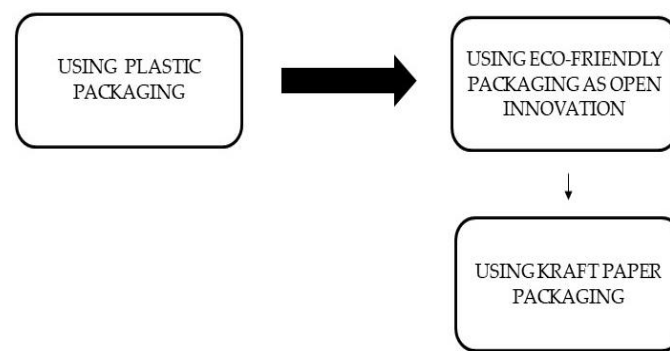 USING PLASTIC
PACKAGING
USING ECO-FRIENDLY
PACKAGING AS OPEN
INNOVATION
USING KRAFT PAPER
PACKAGING